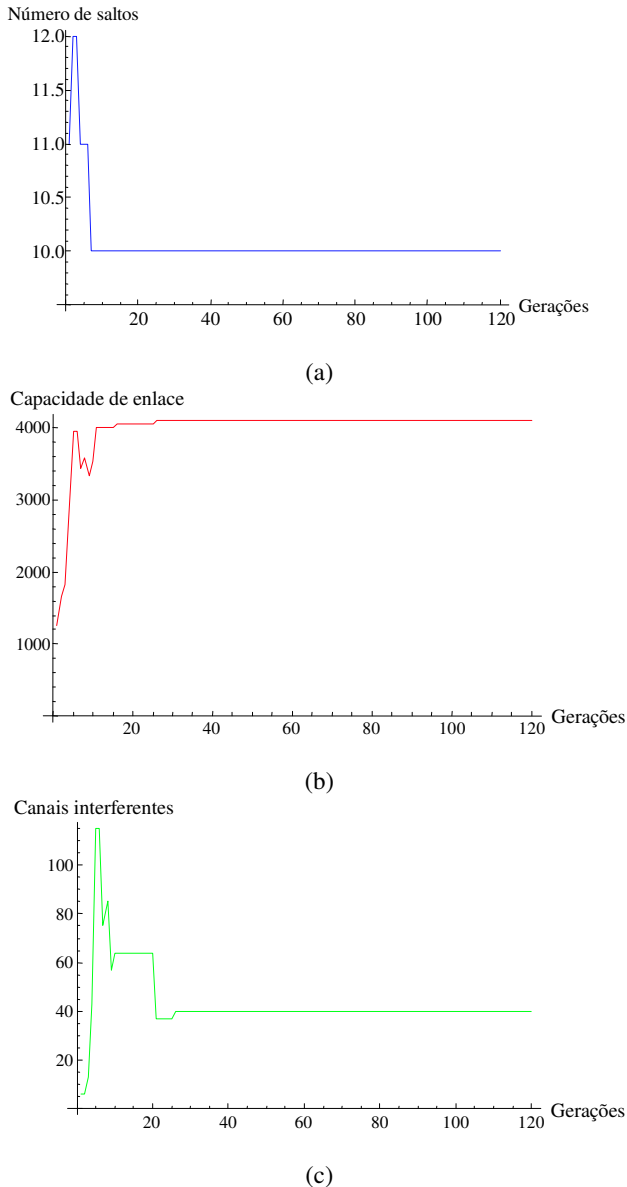 Número de saltos
12.0
11.5
11.0
10.5
10.0
20 40 60 80 100 120 Gerações
(a)
Capacidade de enlace
4000
3000
2000
1000
20 40 60 80 100 120 Gerações
(b)
Canais interferentes
100
80
60
40
20
20 40 60 80 100 120 Gerações
(c)